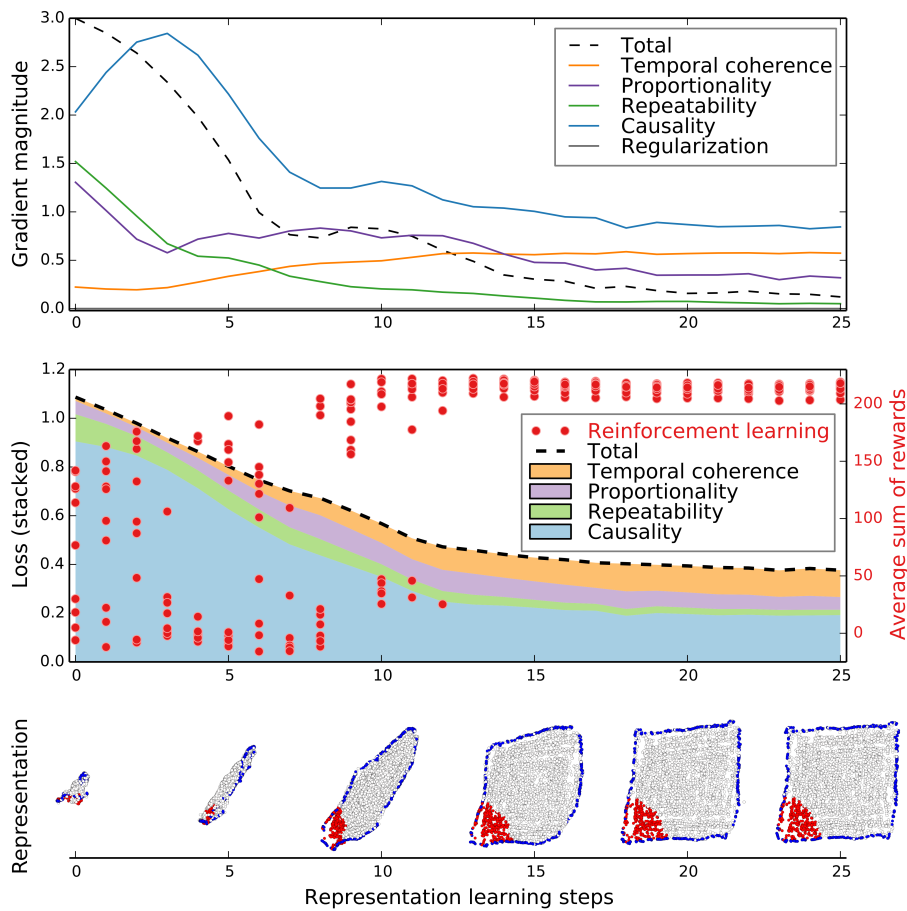 3.0
2.5
2.0
1.5
1.0
0.5
0.0
Gradient magnitude
Total
Temporal coherence
Proportionality
Repeatability
Causality
Regularization
0 5 10 15 20 25
1.2
1.0
0.8
0.6
0.4
0.2
0.0
Loss (stacked)
Reinforcement learning
Total
Temporal coherence
Proportionality
Repeatability
Causality
200
150
100
50
0
Average sum of rewards
0 5 10 15 20 25
Representation
0 5 10 15 20 25
Representation learning steps